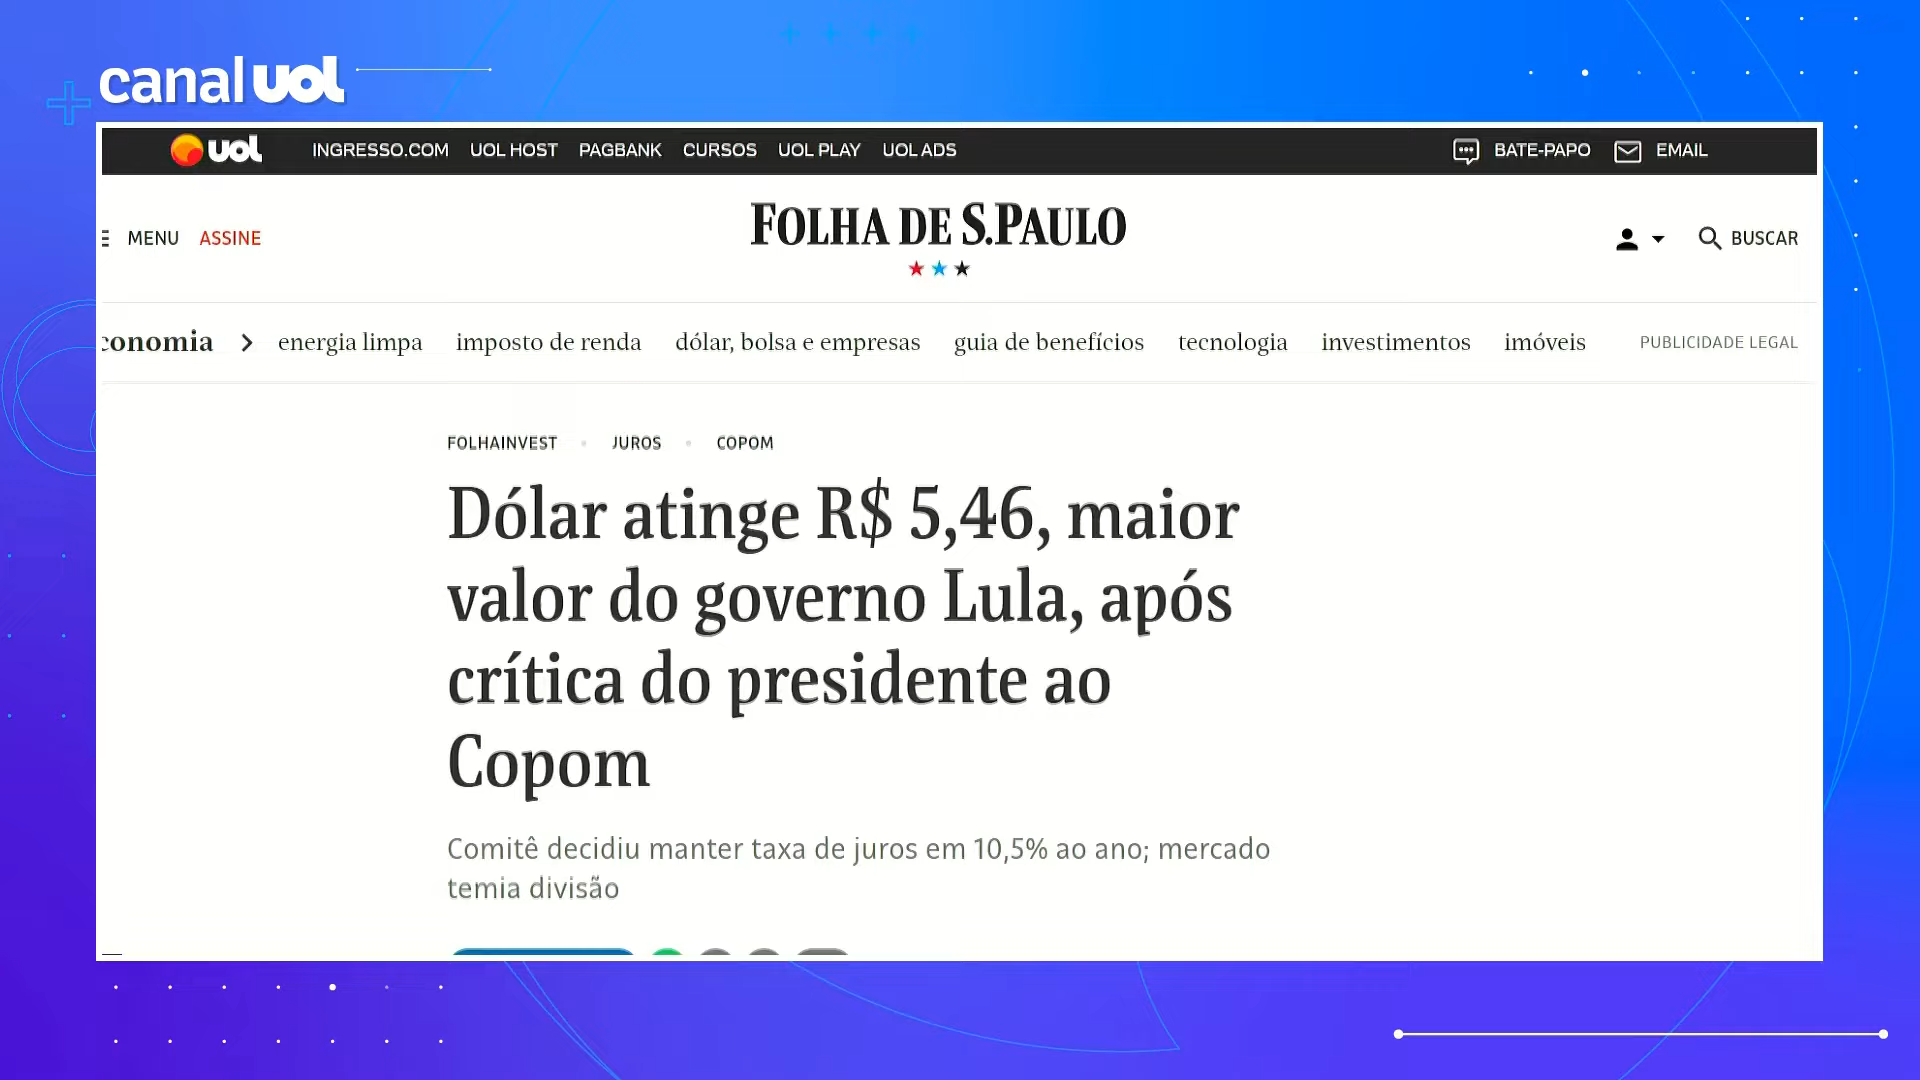 canal uol
uol INGRESSO.COM UOL HOST PAGBANK CURSOS UOL PLAY UOL ADS BATE-PAPO EMAIL
MENU ASSINE FOLHA DE S.PAULO BUSCAR
conomia energia limpa imposto de renda dólar, bolsa e empresas guia de benefícios tecnologia investimentos imóveis PUBLICIDADE LEGAL
FOLHAINVEST JUROS COPOM
Dólar atinge R$ 5,46, maior
valor do governo Lula, após
crítica do presidente ao
Copom
Comitê decidiu manter taxa de juros em 10,5% ao ano; mercado
temia divisão